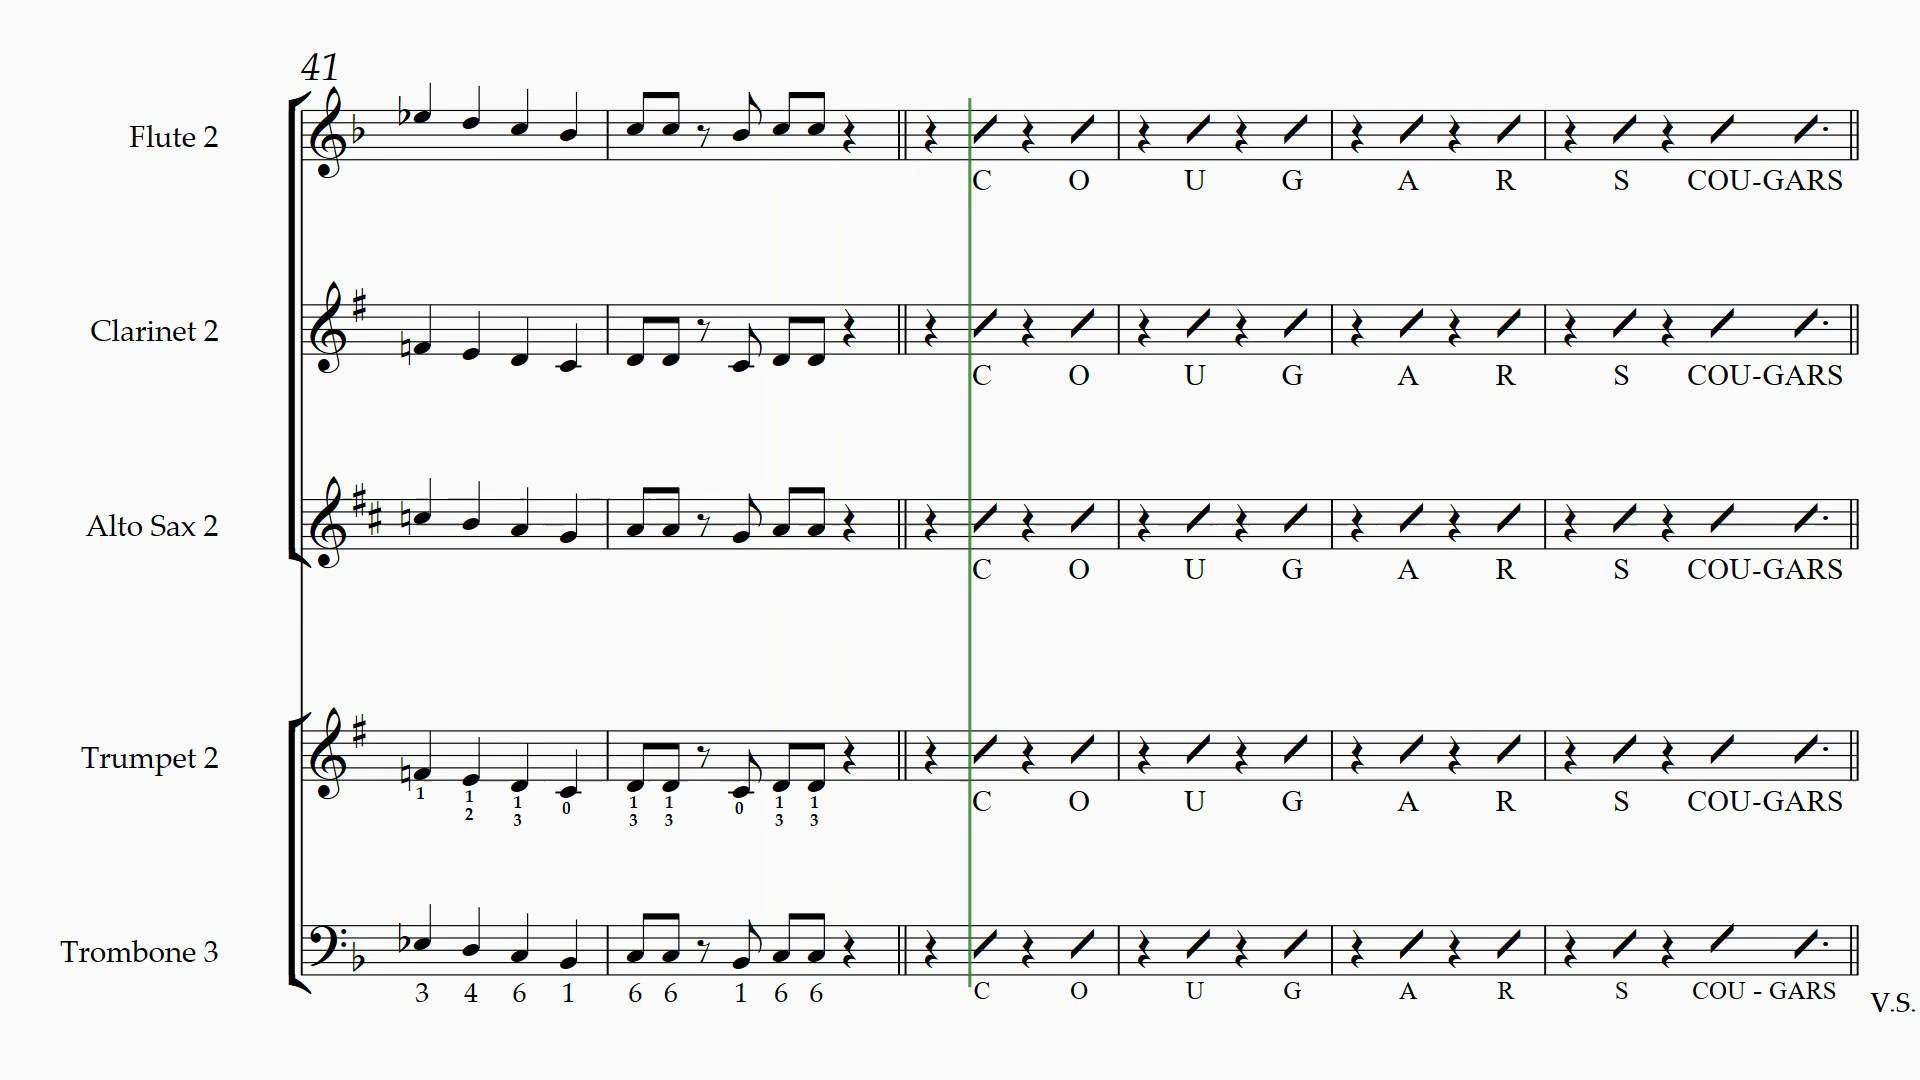 41
Flute 2
C O U G A R S COU-GARS
Clarinet 2
C O U G A R S COU-GARS
Alto Sax 2
C O U G A R S COU-GARS
Trumpet 2
1 1 1 0 1 1 0 1 1
2 3 3 3 3 3
C O U G A R S COU-GARS
Trombone 3
3 4 6 1 6 6 1 6 6 C O U G A R S COU - GARS
V.S.